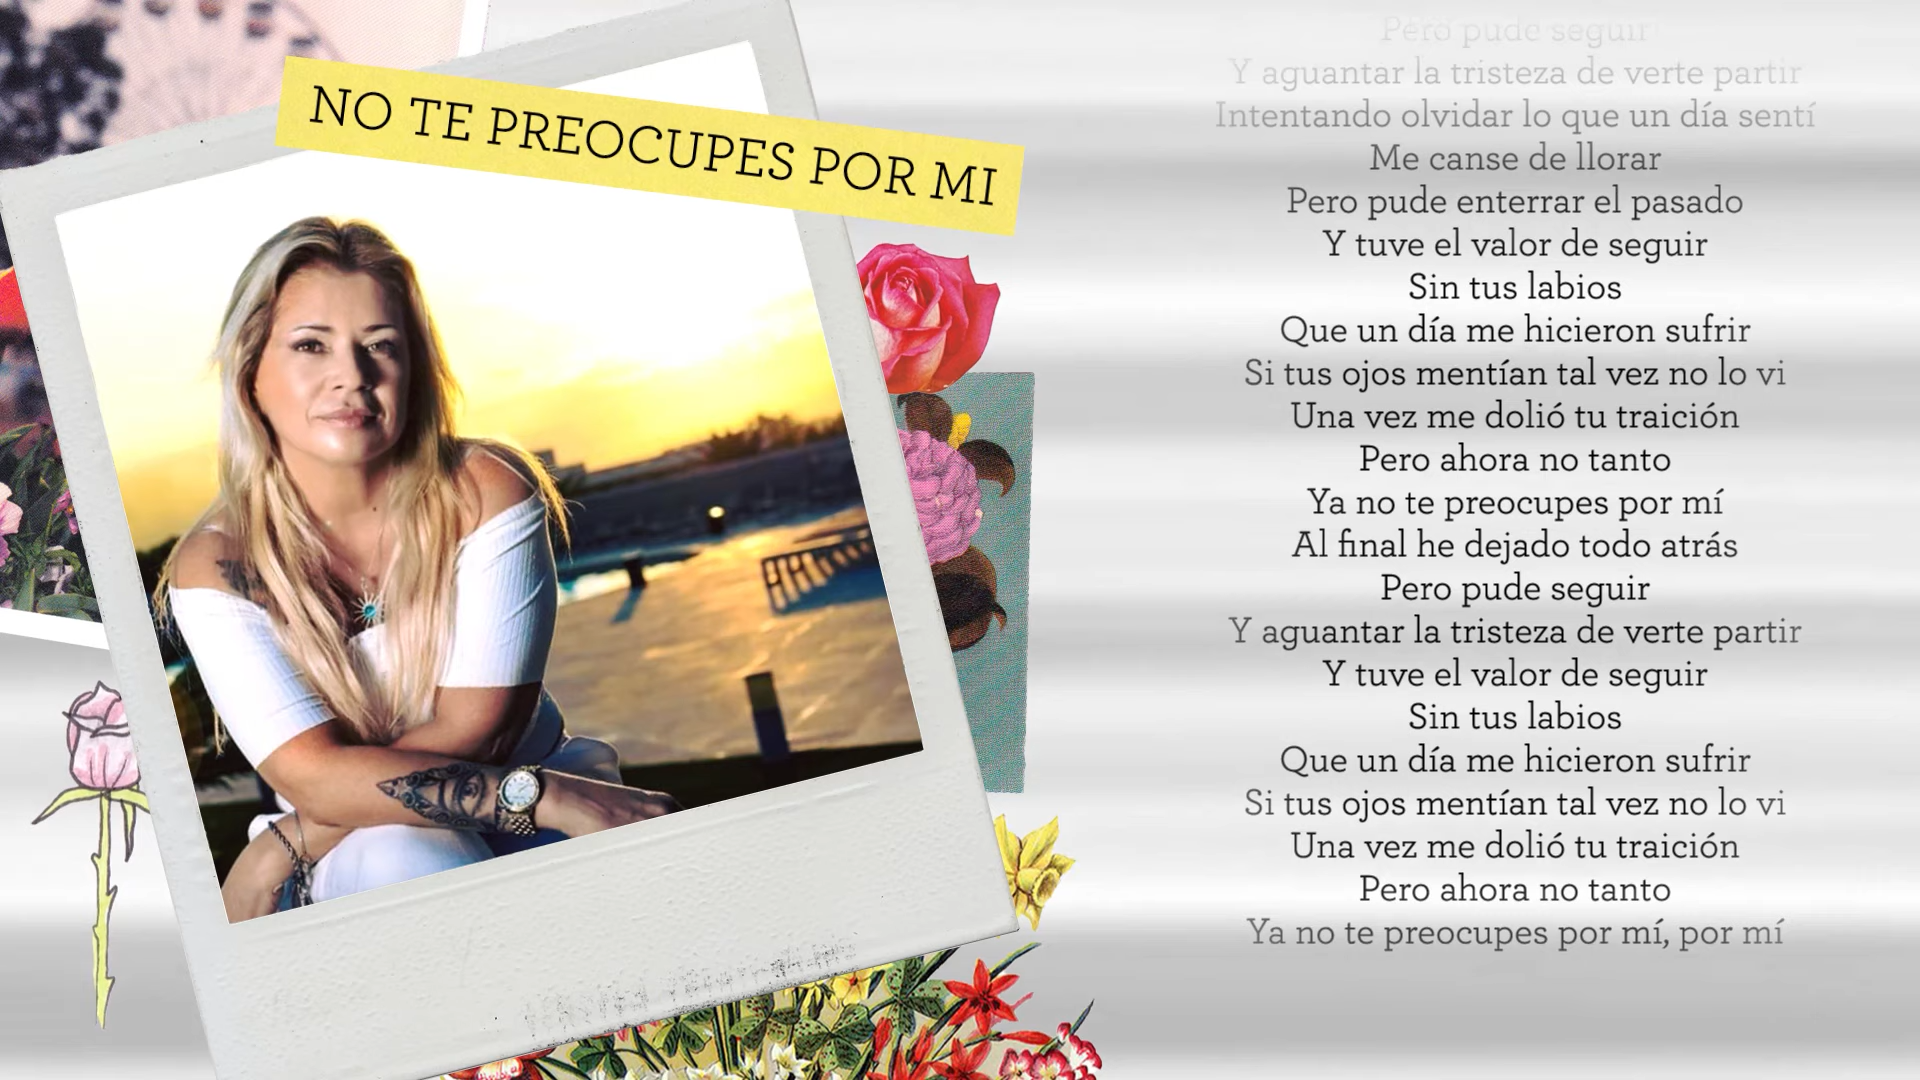 NO TE PREOCUPES POR MI
Pero pude seguir
Y aguantar la tristeza de verte partir
Intentando olvidar lo que un día sentí
Me canse de llorar
Pero pude enterrar el pasado
Y tuve el valor de seguir
Sin tus labios
Que un día me hicieron sufrir
Si tus ojos mentían tal vez no lo vi
Una vez me dolió tu traición
Pero ahora no tanto
Ya no te preocupes por mí
Al final he dejado todo atrás
Pero pude seguir
Y aguantar la tristeza de verte partir
Y tuve el valor de seguir
Sin tus labios
Que un día me hicieron sufrir
Si tus ojos mentían tal vez no lo vi
Una vez me dolió tu traición
Pero ahora no tanto
Ya no te preocupes por mí, por mí